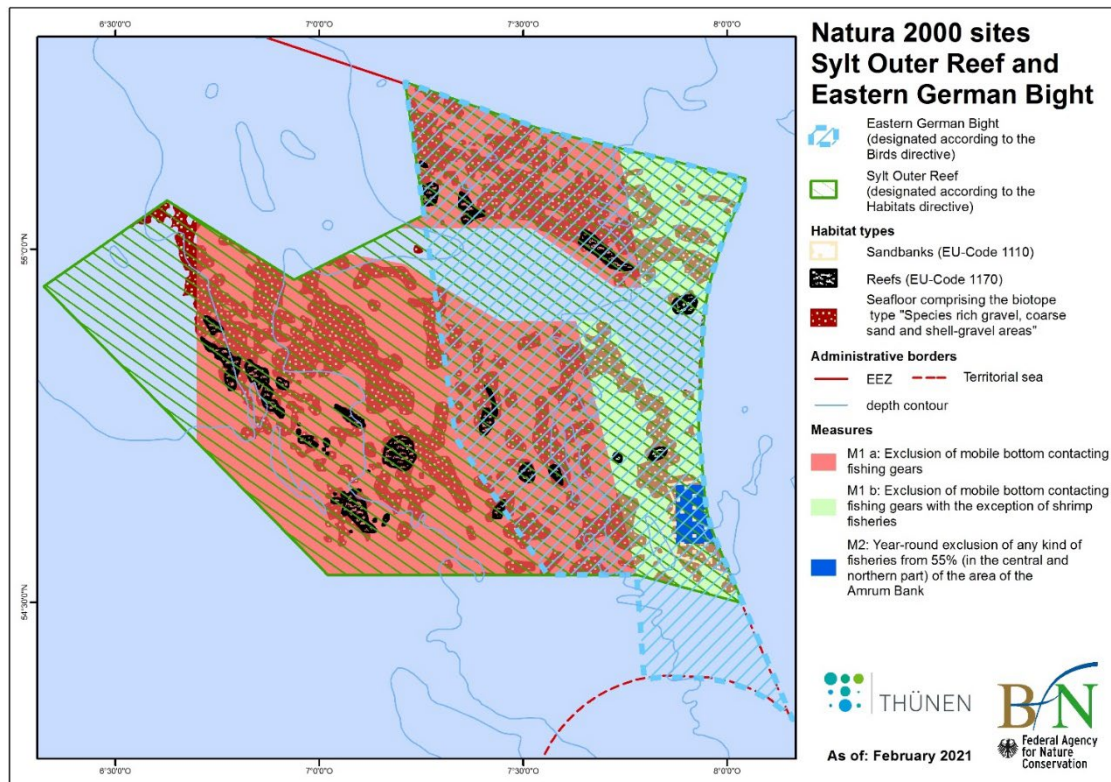 Natura 2000 sites
Sylt Outer Reef and
Eastern German Bight
Eastern German Bight
(designated according to the
Birds directive)
Sylt Outer Reef
(designated according to the
Habitats directive)
Habitat types
Sandbanks (EU-Code 1110)
Reefs (EU-Code 1170)
Seafloor comprising the biotope
type "Species rich gravel, coarse
sand and shell-gravel areas"
Administrative borders
EEZ
Territorial sea
depth contour
Measures
M1 a: Exclusion of mobile bottom contacting
fishing gears
M1 b: Exclusion of mobile bottom contacting
fishing gears with the exception of shrimp
fisheries
M2: Year-round exclusion of any kind of
fisheries from 55% (in the central and
northern part) of the area of the
Amrum Bank
THÜNEN
BfN
Federal Agency
for Nature
Conservation
As of: February 2021
6°30'0"O
7°0'0"O
7°30'0"O
8°0'0"O
55°0'0"N
54°30'0"N
6°30'0"O
7°0'0"O
7°30'0"O
8°0'0"O